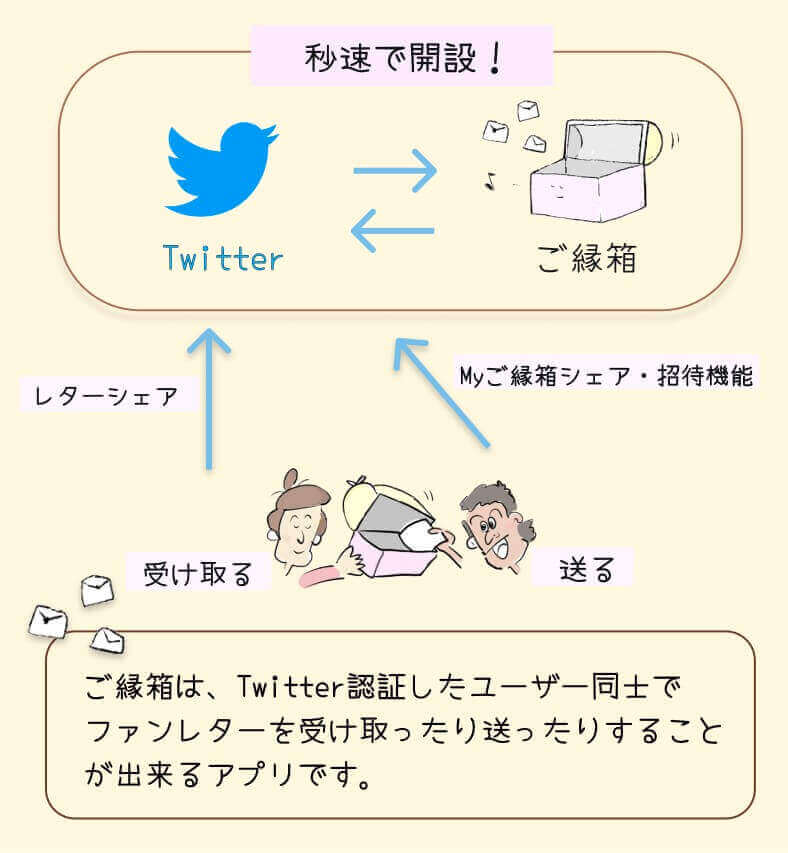 秒速で開設！
Twitter
ご縁箱
レターシェア
Myご縁箱シェア・招待機能
受け取る
送る
ご縁箱は、Twitter認証したユーザー同士で
ファンレターを受け取ったり送ったりすること
が出来るアプリです。